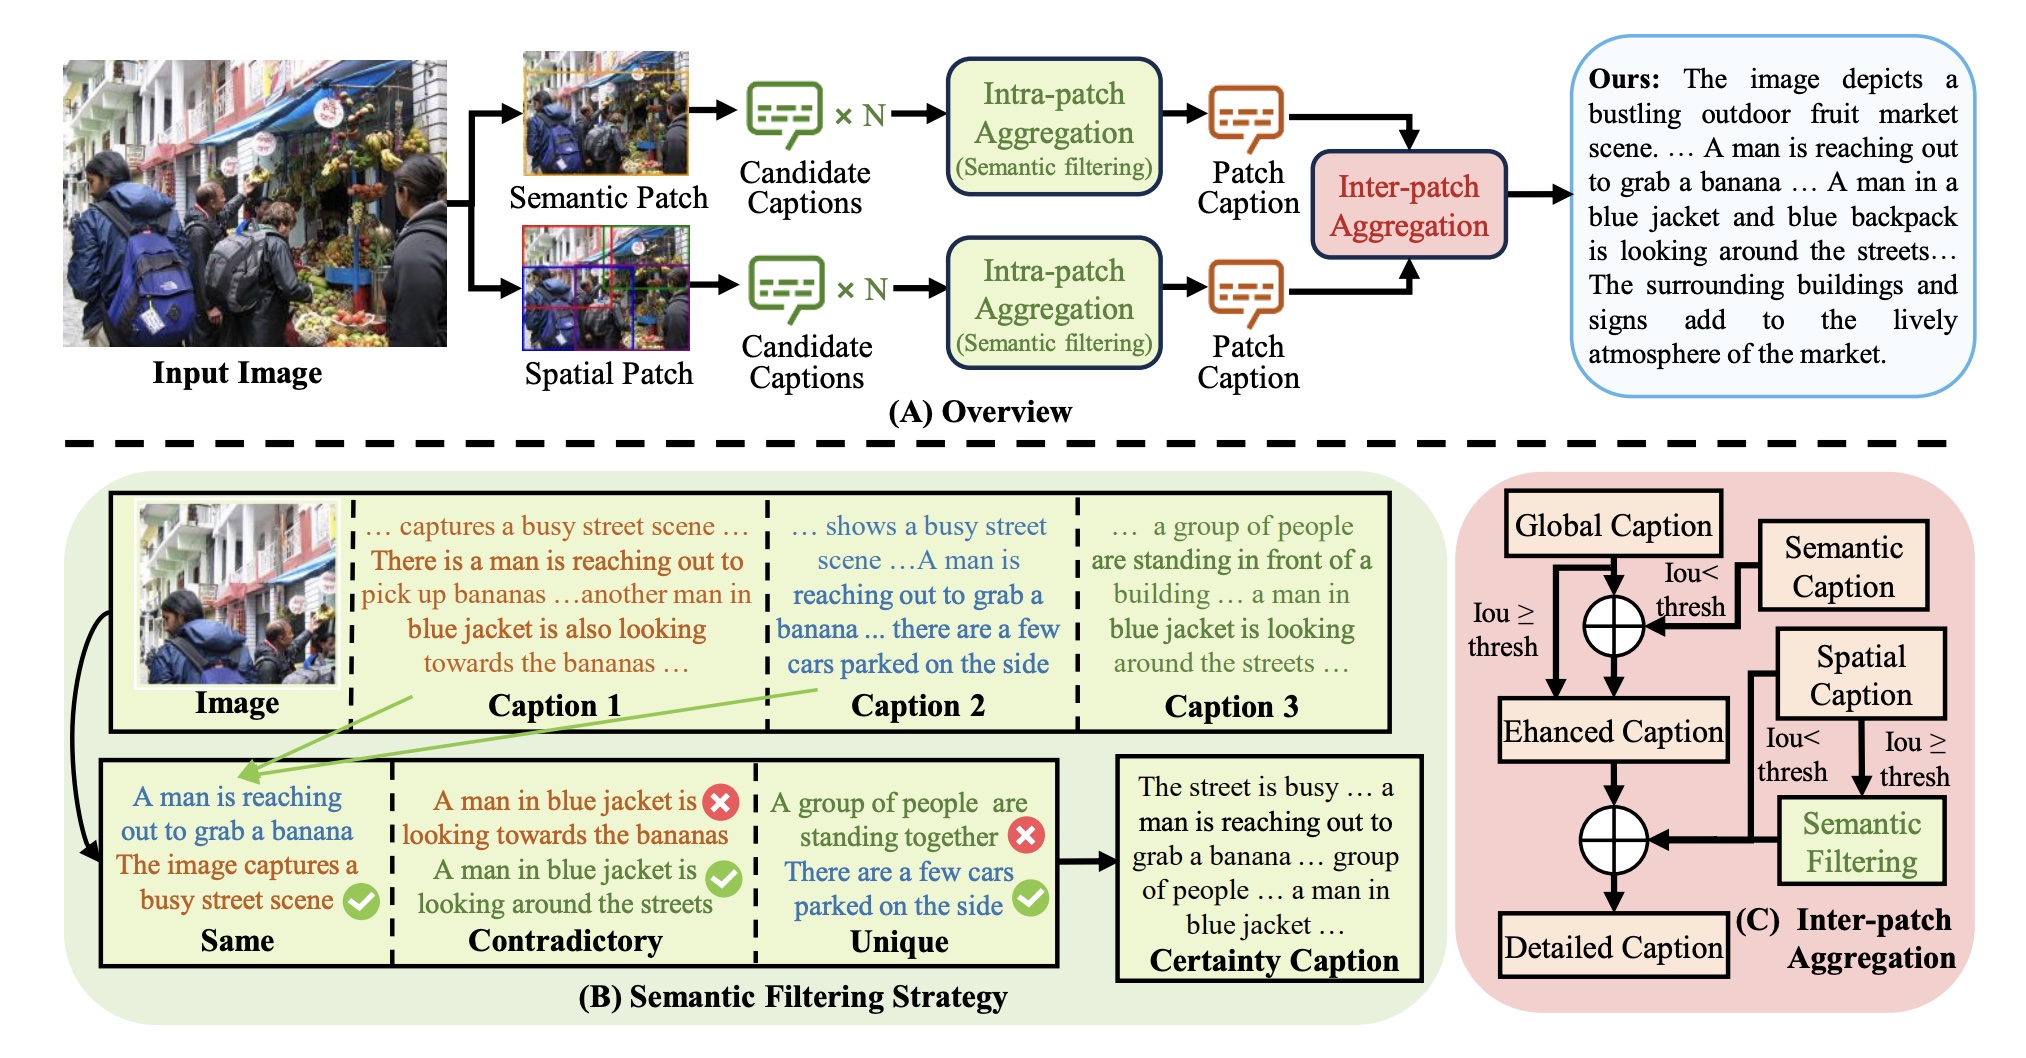 Input Image
Semantic Patch
Spatial Patch
× N
Candidate
Captions
× N
Candidate
Captions
Intra-patch
Aggregation
(Semantic filtering)
Intra-patch
Aggregation
(Semantic filtering)
Patch
Caption
Patch
Caption
Inter-patch
Aggregation
Ours: The image depicts a
bustling outdoor fruit market
scene. … A man is reaching out
to grab a banana … A man in a
blue jacket and blue backpack
is looking around the streets…
The surrounding buildings and
signs add to the lively
atmosphere of the market.
(A) Overview
Image
… captures a busy street scene …
There is a man is reaching out to
pick up bananas …another man in
blue jacket is also looking
towards the bananas …
Caption 1
… shows a busy street
scene …A man is
reaching out to grab a
banana ... there are a few
cars parked on the side
Caption 2
… a group of people
are standing in front of a
building … a man in
blue jacket is looking
around the streets …
Caption 3
A man is reaching
out to grab a banana
The image captures a
busy street scene
Same
A man in blue jacket is
looking towards the bananas
A man in blue jacket is
looking around the streets
Contradictory
A group of people are
standing together
There are a few cars
parked on the side
Unique
The street is busy … a
man is reaching out to
grab a banana … group
of people … a man in
blue jacket …
Certainty Caption
(B) Semantic Filtering Strategy
Global Caption
Semantic
Caption
Iou<
thresh
Iou ≥
thresh
Spatial
Caption
Ehanced Caption
Iou<
thresh
Iou ≥
thresh
Semantic
Filtering
Detailed Caption
(C) Inter-patch
Aggregation